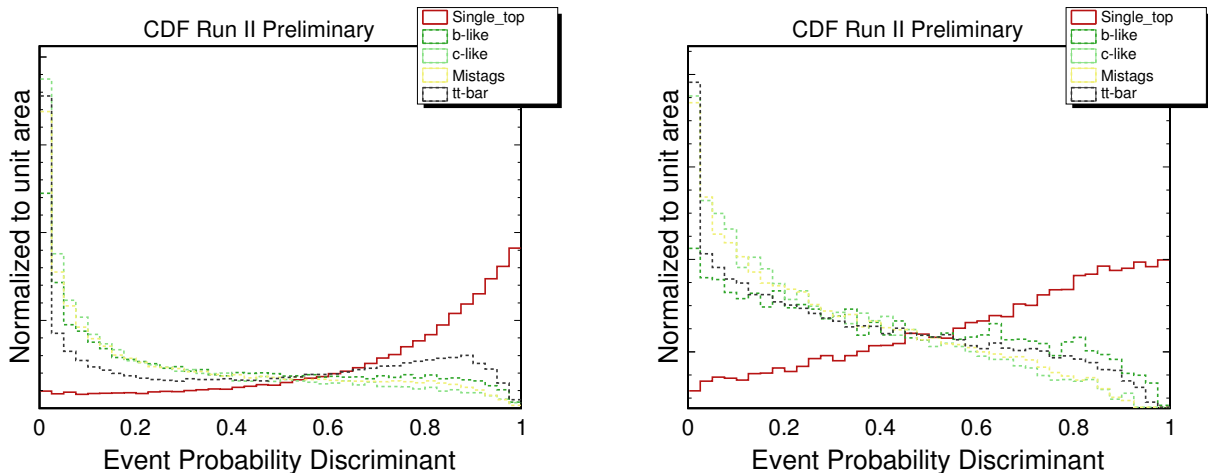 CDF Run II Preliminary
Single_top
b-like
c-like
Mistags
tt-bar
Normalized to unit area
0 0.2 0.4 0.6 0.8 1
Event Probability Discriminant
CDF Run II Preliminary
Single_top
b-like
c-like
Mistags
tt-bar
Normalized to unit area
0 0.2 0.4 0.6 0.8 1
Event Probability Discriminant